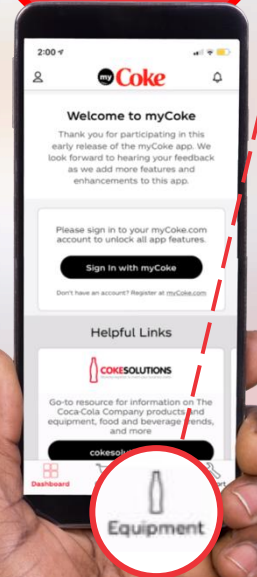 2:00
my Coke
Welcome to myCoke
Thank you for participating in this
early release of the myCoke app. We
look forward to hearing your feedback
as we add more features and
enhancements to this app.
Please sign in to your myCoke.com
account to unlock all app features.
Sign In with myCoke
Don't have an account? Register at myCoke.com
Helpful Links
COKESOLUTIONS
Go-to resource for information on The
Coca-Cola Company products and
equipment, food and beverage trends,
and more
Dashboard
Equipment